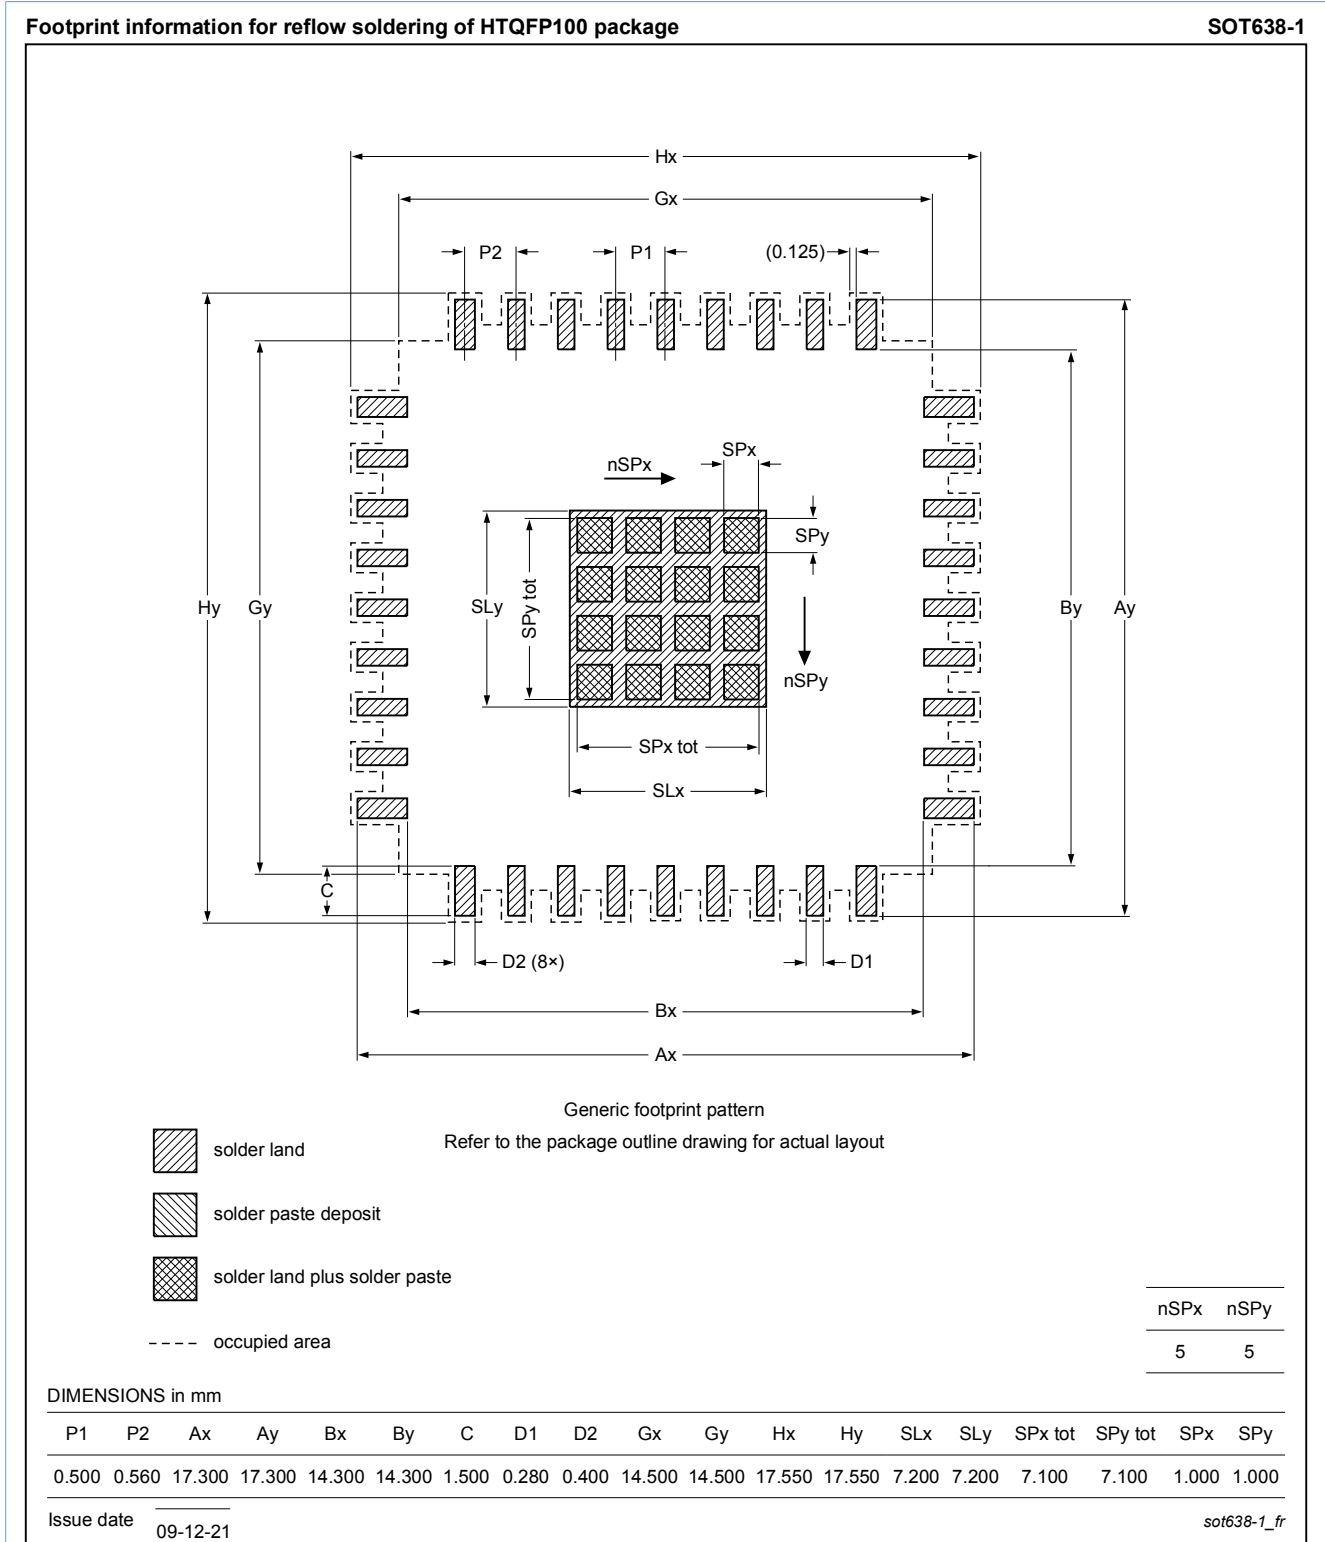 Footprint information for reflow soldering of HTQFP100 package SOT638-1
Hx
Gx
P2 P1 (0.125)
SPx
nSPx
SPy
Hy Gy SLy SPy tot By Ay
nSPy
SPx tot
SLx
C
D2 (8×) D1
Bx
Ax
Generic footprint pattern
Refer to the package outline drawing for actual layout
solder land
solder paste deposit
solder land plus solder paste
occupied area
nSPx nSPy
5 5
DIMENSIONS in mm
P1 P2 Ax Ay Bx By C D1 D2 Gx Gy Hx Hy SLx SLy SPx tot SPy tot SPx SPy
0.500 0.560 17.300 17.300 14.300 14.300 1.500 0.280 0.400 14.500 14.500 17.550 17.550 7.200 7.200 7.100 7.100 1.000 1.000
Issue date 09-12-21
sot638-1_fr